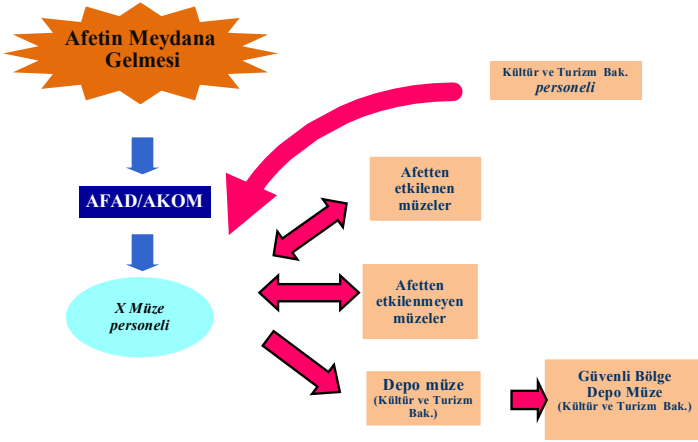 Afetin Meydana
Gelmesi
Kültür ve Turizm Bak.
personeli
AFAD/AKOM
Afetten
etkilenen
müzeler
X Müze
personeli
Afetten
etkilenmeyen
müzeler
Depo müze
(Kültür ve Turizm
Bak.)
Güvenli Bölge
Depo Müze
(Kültür ve Turizm Bak.)